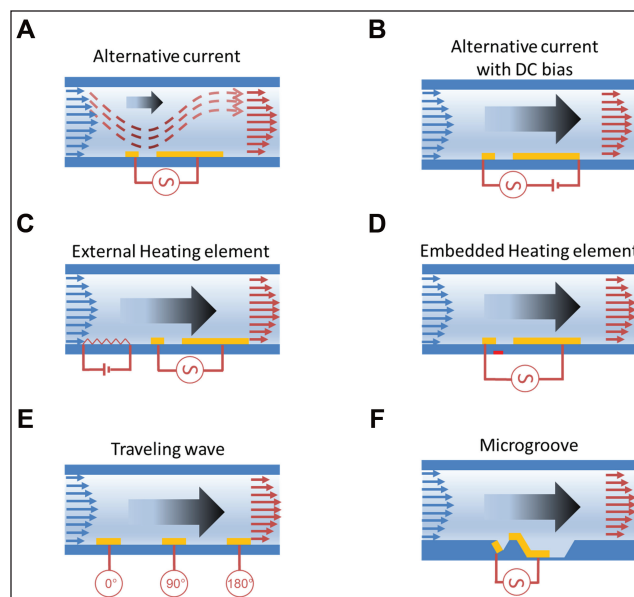 A
Alternative current
B
Alternative current
with DC bias
C
External Heating element
D
Embedded Heating element
E
Traveling wave
0°
90°
180°
F
Microgroove